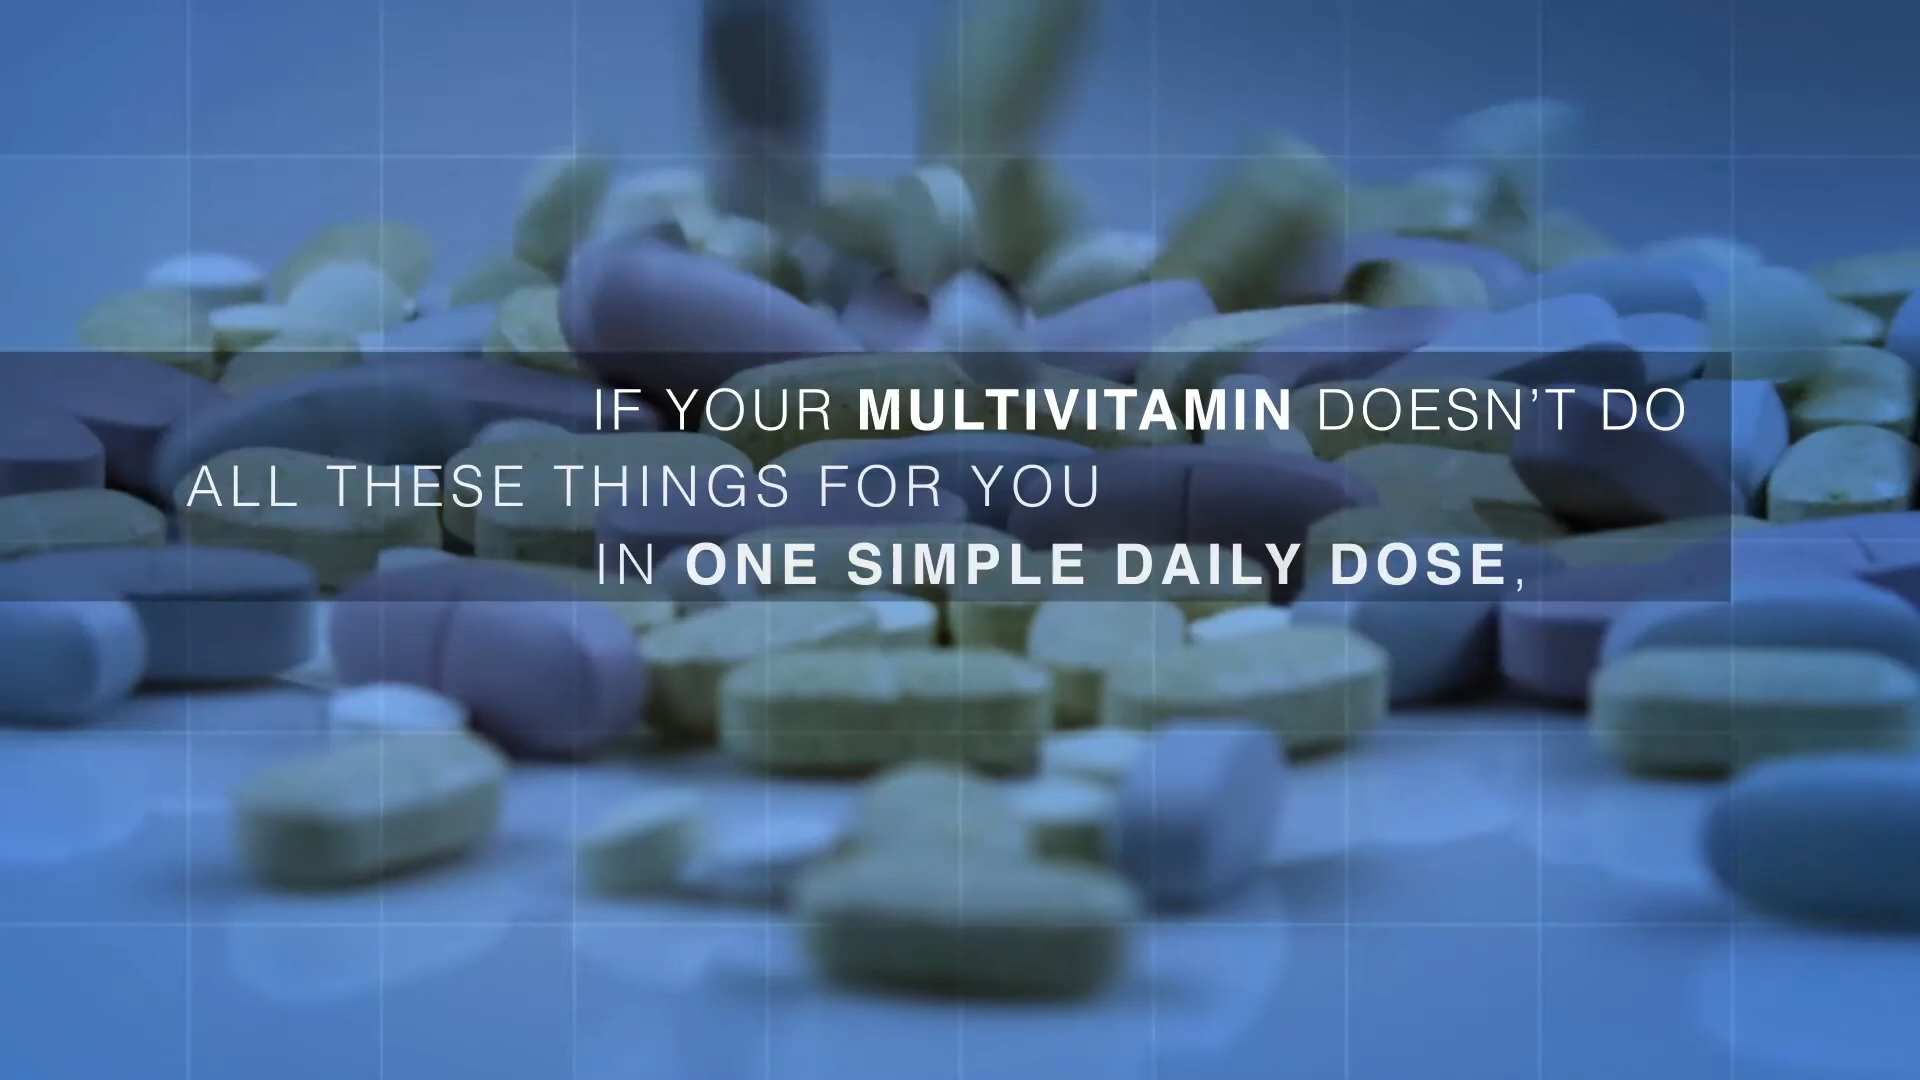 IF YOUR MULTIVITAMIN DOESN’T DO
ALL THESE THINGS FOR YOU
IN ONE SIMPLE DAILY DOSE,